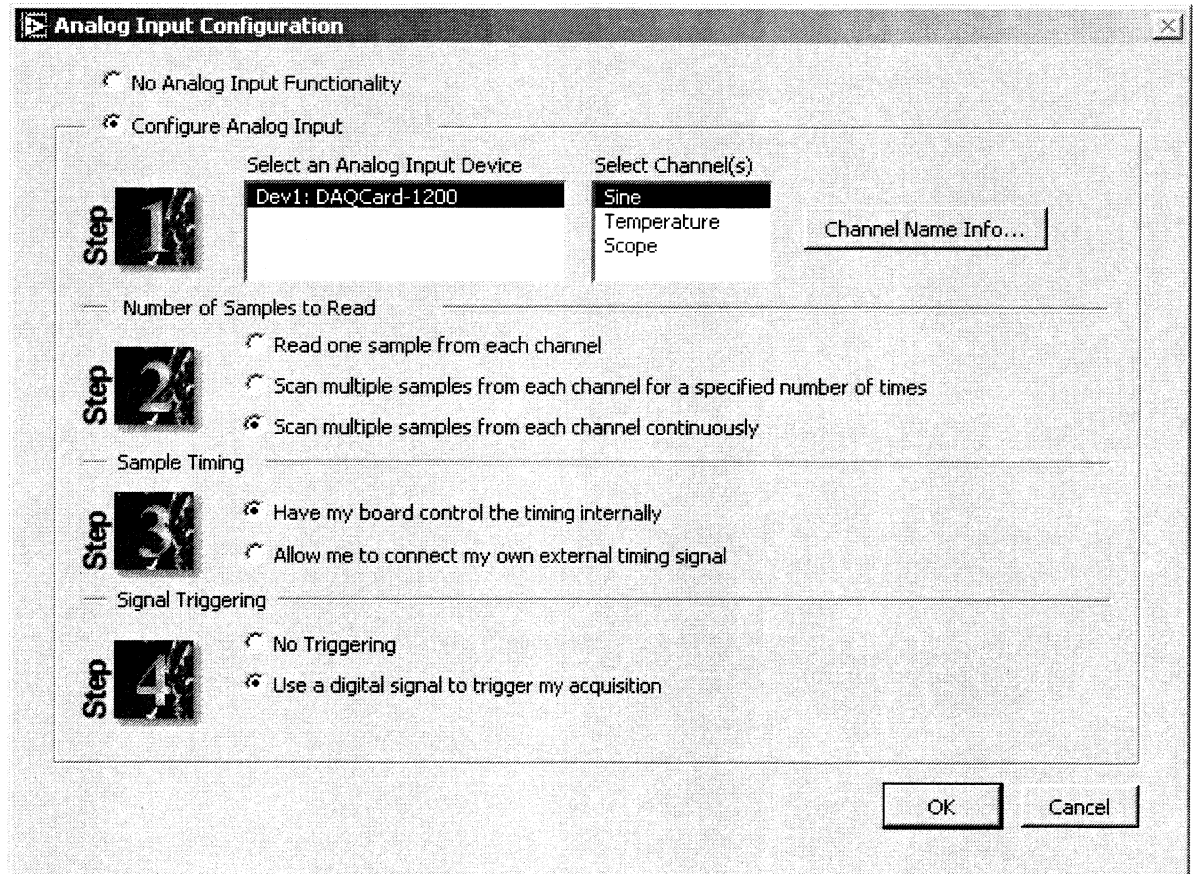 Analog Input Configuration
No Analog Input Functionality
Configure Analog Input
Select an Analog Input Device
Select Channel(s)
Step 1
Dev1: DAQCard-1200
Sine
Temperature
Scope
Channel Name Info...
Number of Samples to Read
Step 2
Read one sample from each channel
Scan multiple samples from each channel for a specified number of times
Scan multiple samples from each channel continuously
Sample Timing
Step 3
Have my board control the timing internally
Allow me to connect my own external timing signal
Signal Triggering
Step 4
No Triggering
Use a digital signal to trigger my acquisition
OK
Cancel